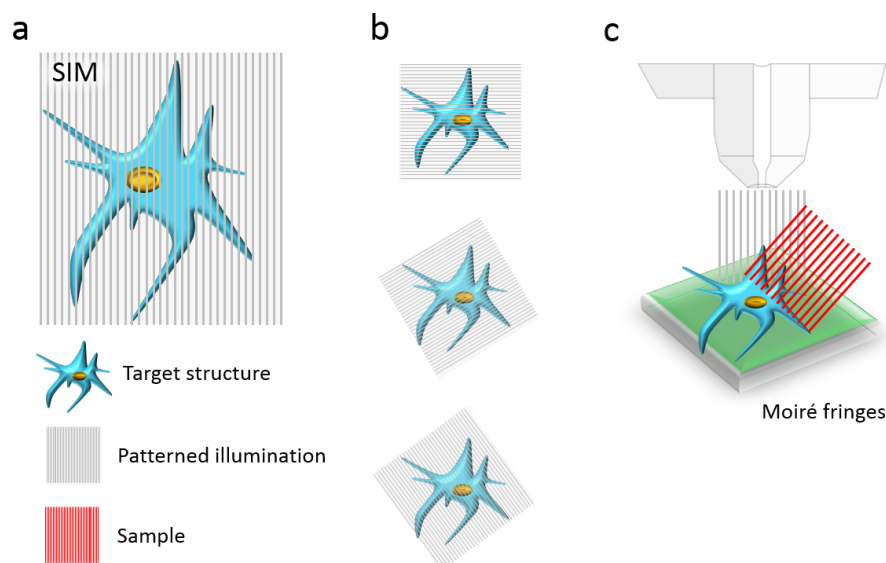 a
b
c
SIM
Target structure
Patterned illumination
Sample
Moiré fringes